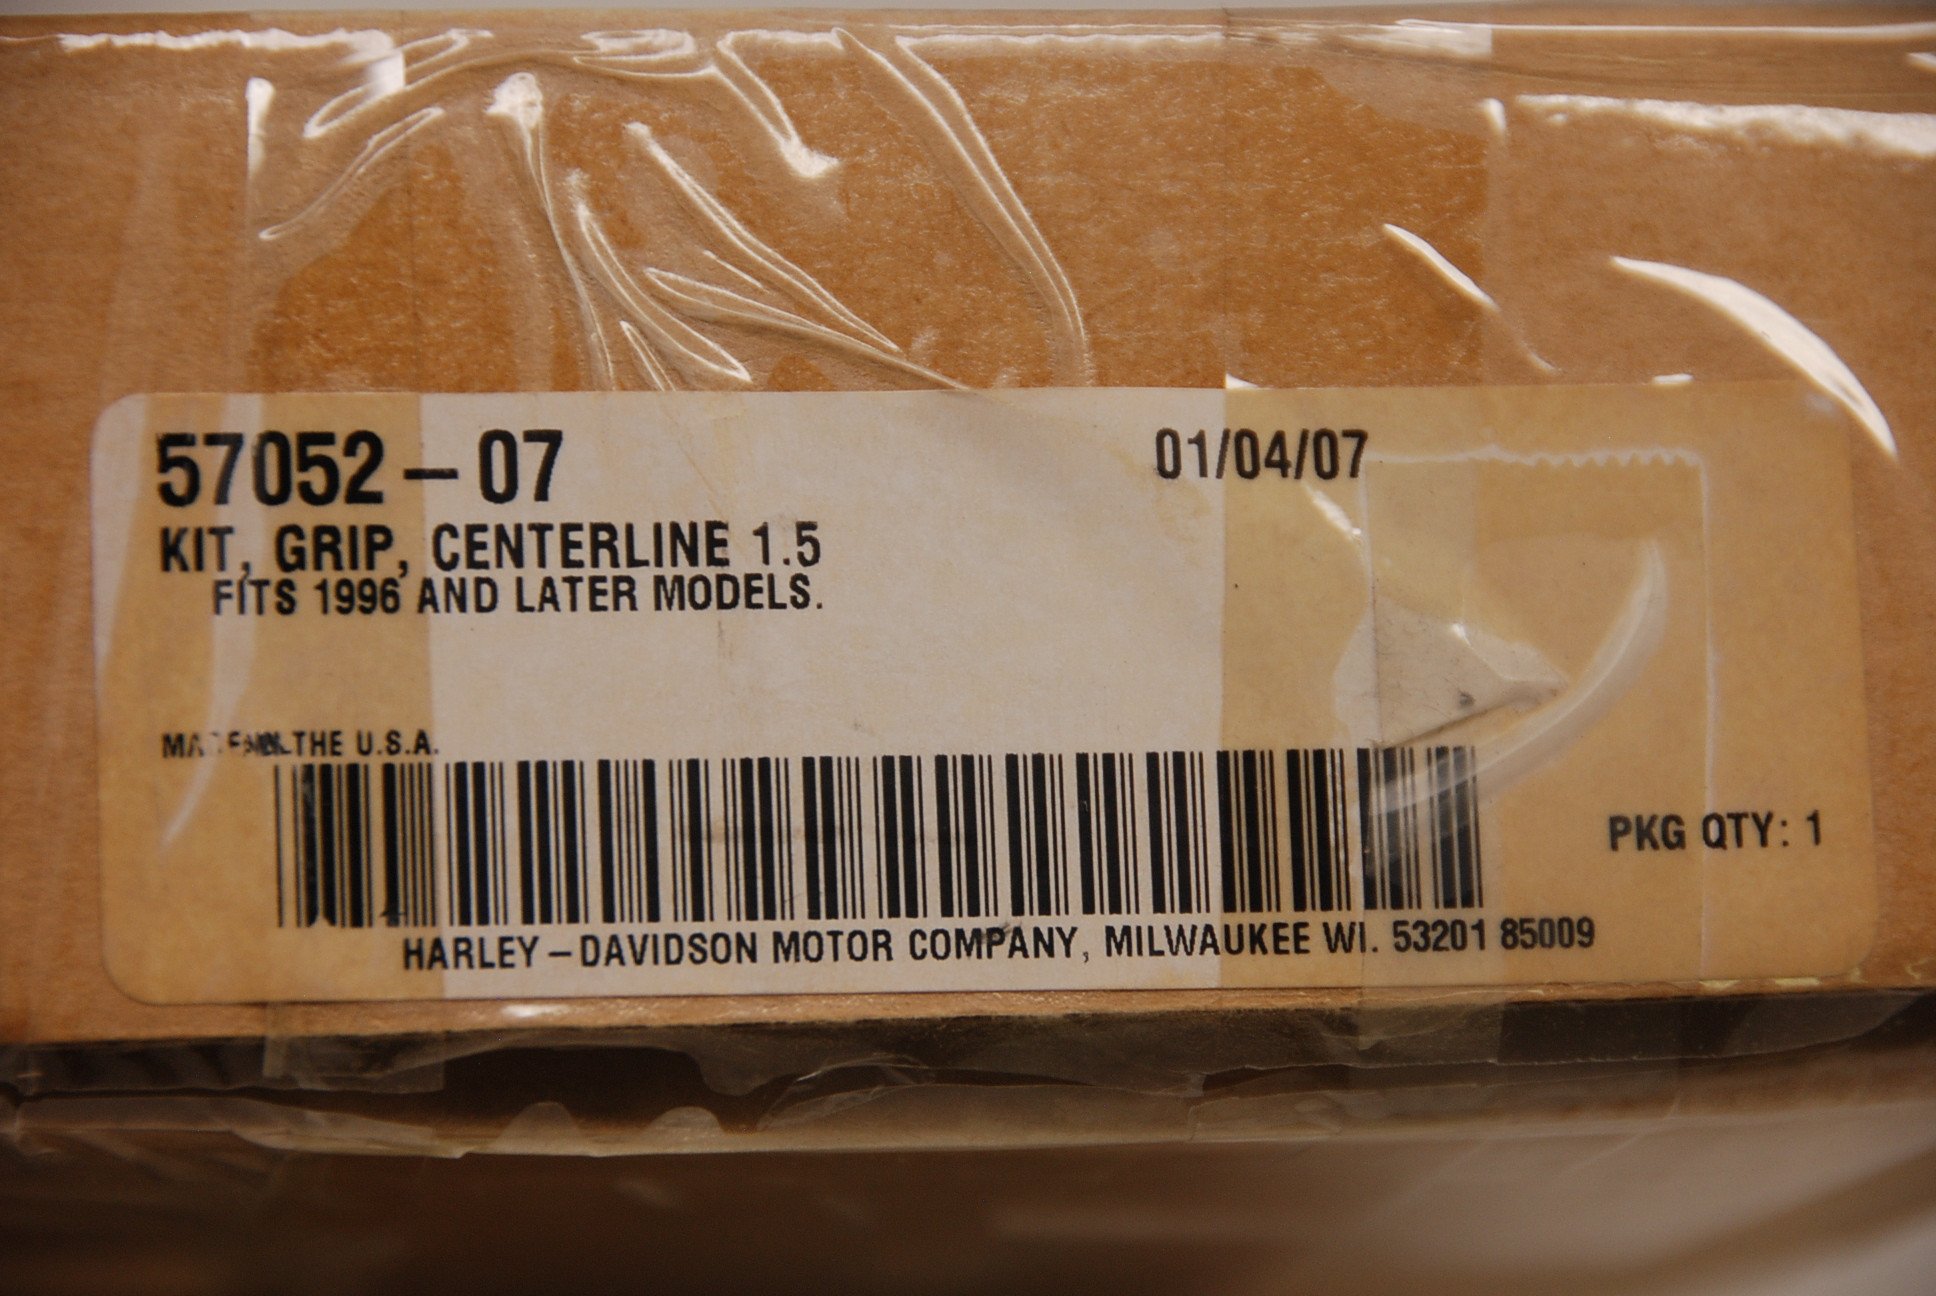 57052-07 01/04/07
KIT, GRIP, CENTERLINE 1.5
FITS 1996 AND LATER MODELS.
THE U.S.A.
PKG QTY: 1
HARLEY-DAVIDSON MOTOR COMPANY, MILWAUKEE WI. 53201 85009